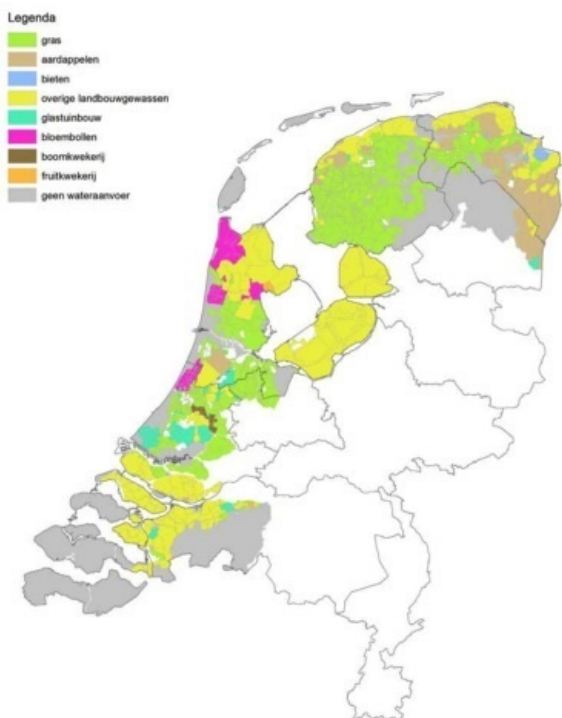 Legenda
gras
aardappelen
bieten
overige landbouwgewassen
glastuinbouw
bloembollen
boomkwekerij
fruitkwekerij
geen wateraanvoer